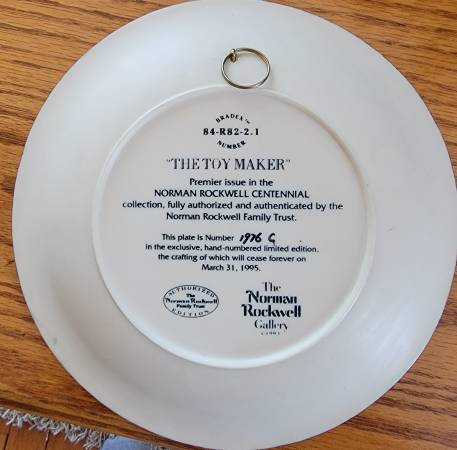 BRADEX™
84-R82-2.1
NUMBER
"THE TOY MAKER"
Premier issue in the
NORMAN ROCKWELL CENTENNIAL
collection, fully authorized and authenticated by the
Norman Rockwell Family Trust.
This plate is Number 1976 G
in the exclusive, hand-numbered limited edition,
the crafting of which will cease forever on
March 31, 1995.
AUTHORIZED
The
Norman Rockwell
Family Trust
EDITION
The
Norman
Rockwell
Gallery